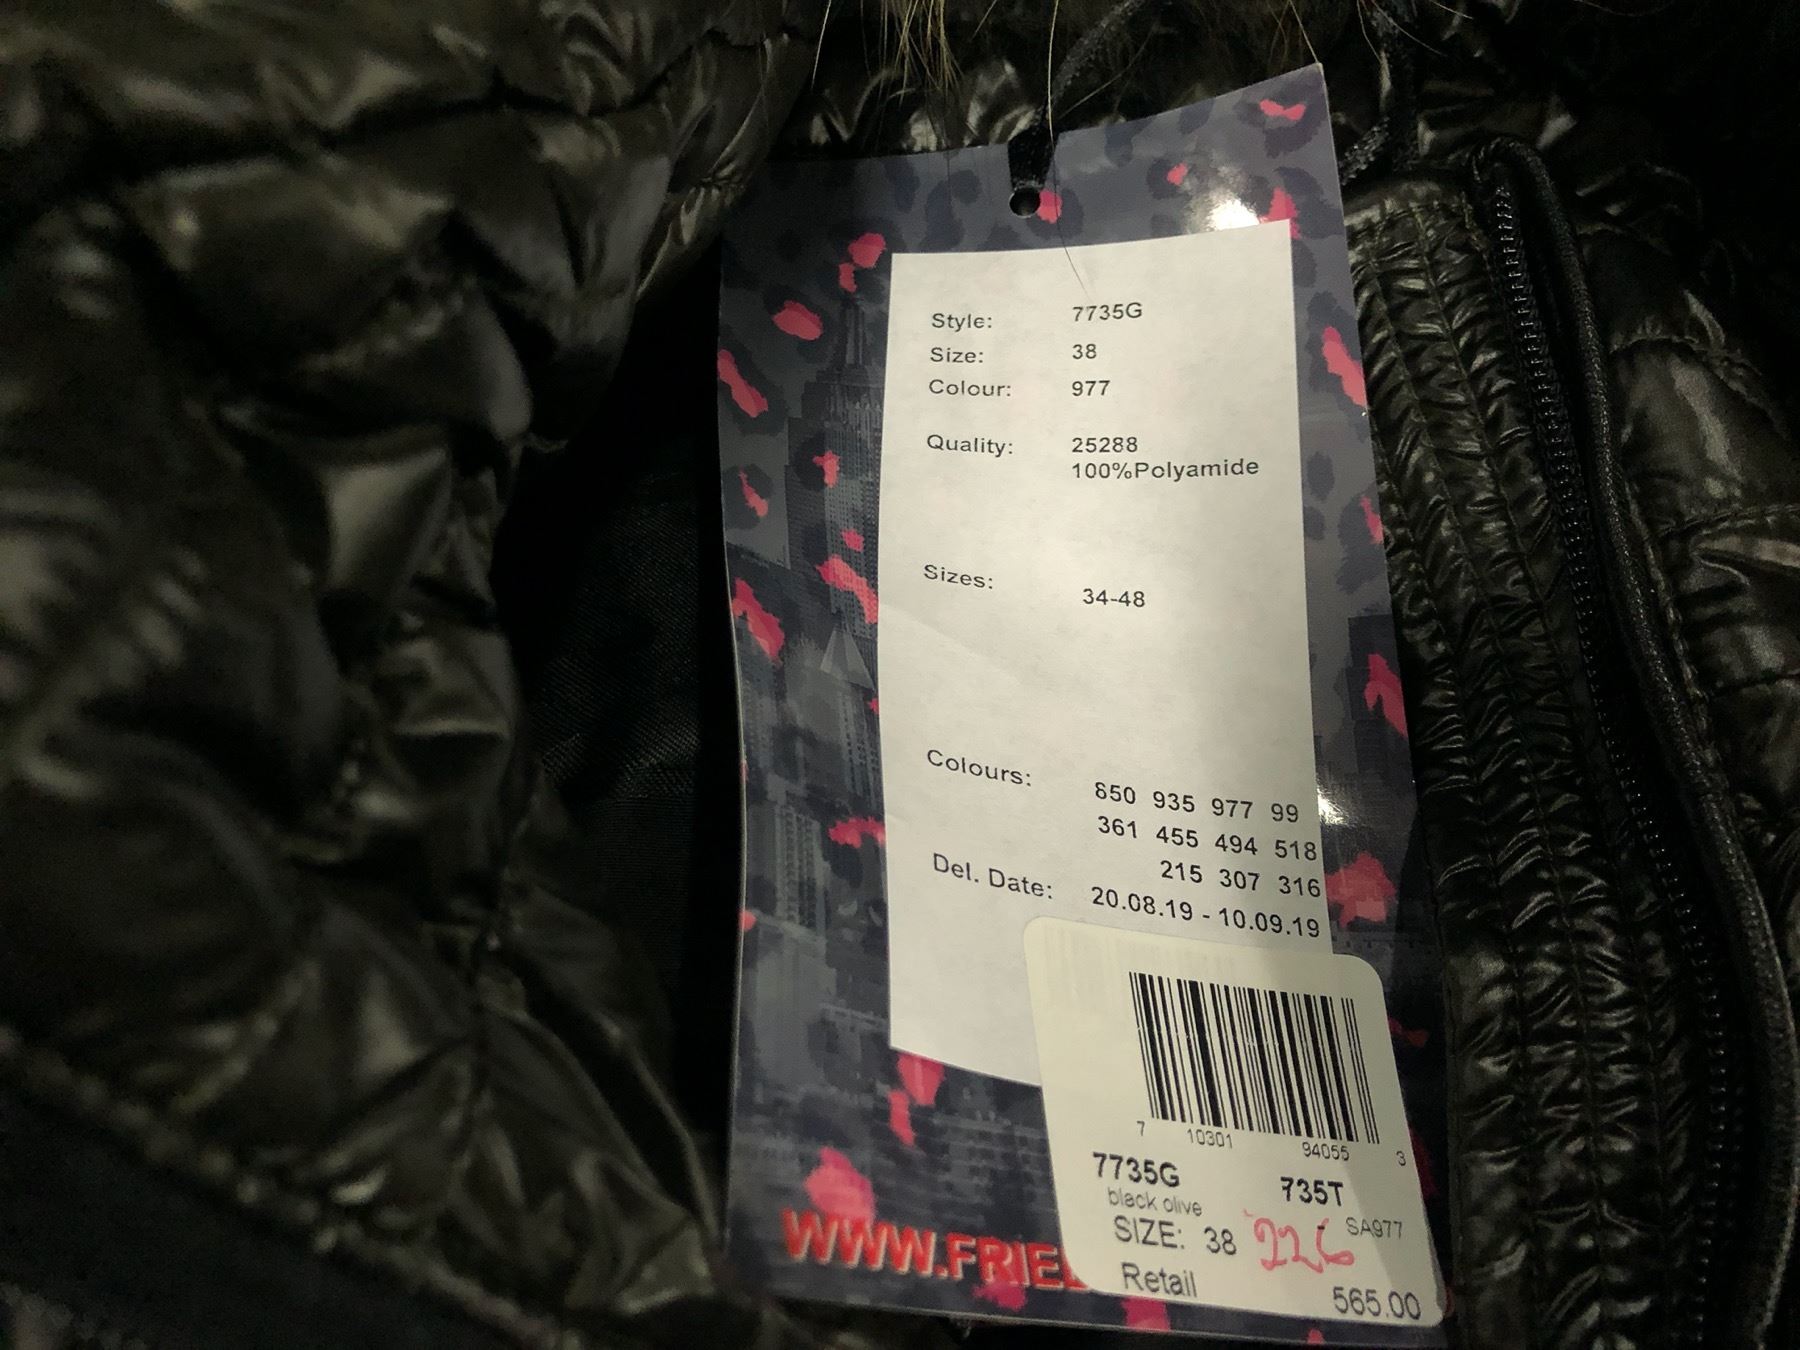 Style: 7735G
Size: 38
Colour: 977
Quality: 25288
100%Polyamide
Sizes: 34-48
Colours: 850 935 977 99
361 455 494 518
215 307 316
Del. Date: 20.08.19 - 10.09.19
7 10301 94055 3
7735G 735T
black olive SA977
SIZE: 38 226
Retail 565.00
WWW.FRIE